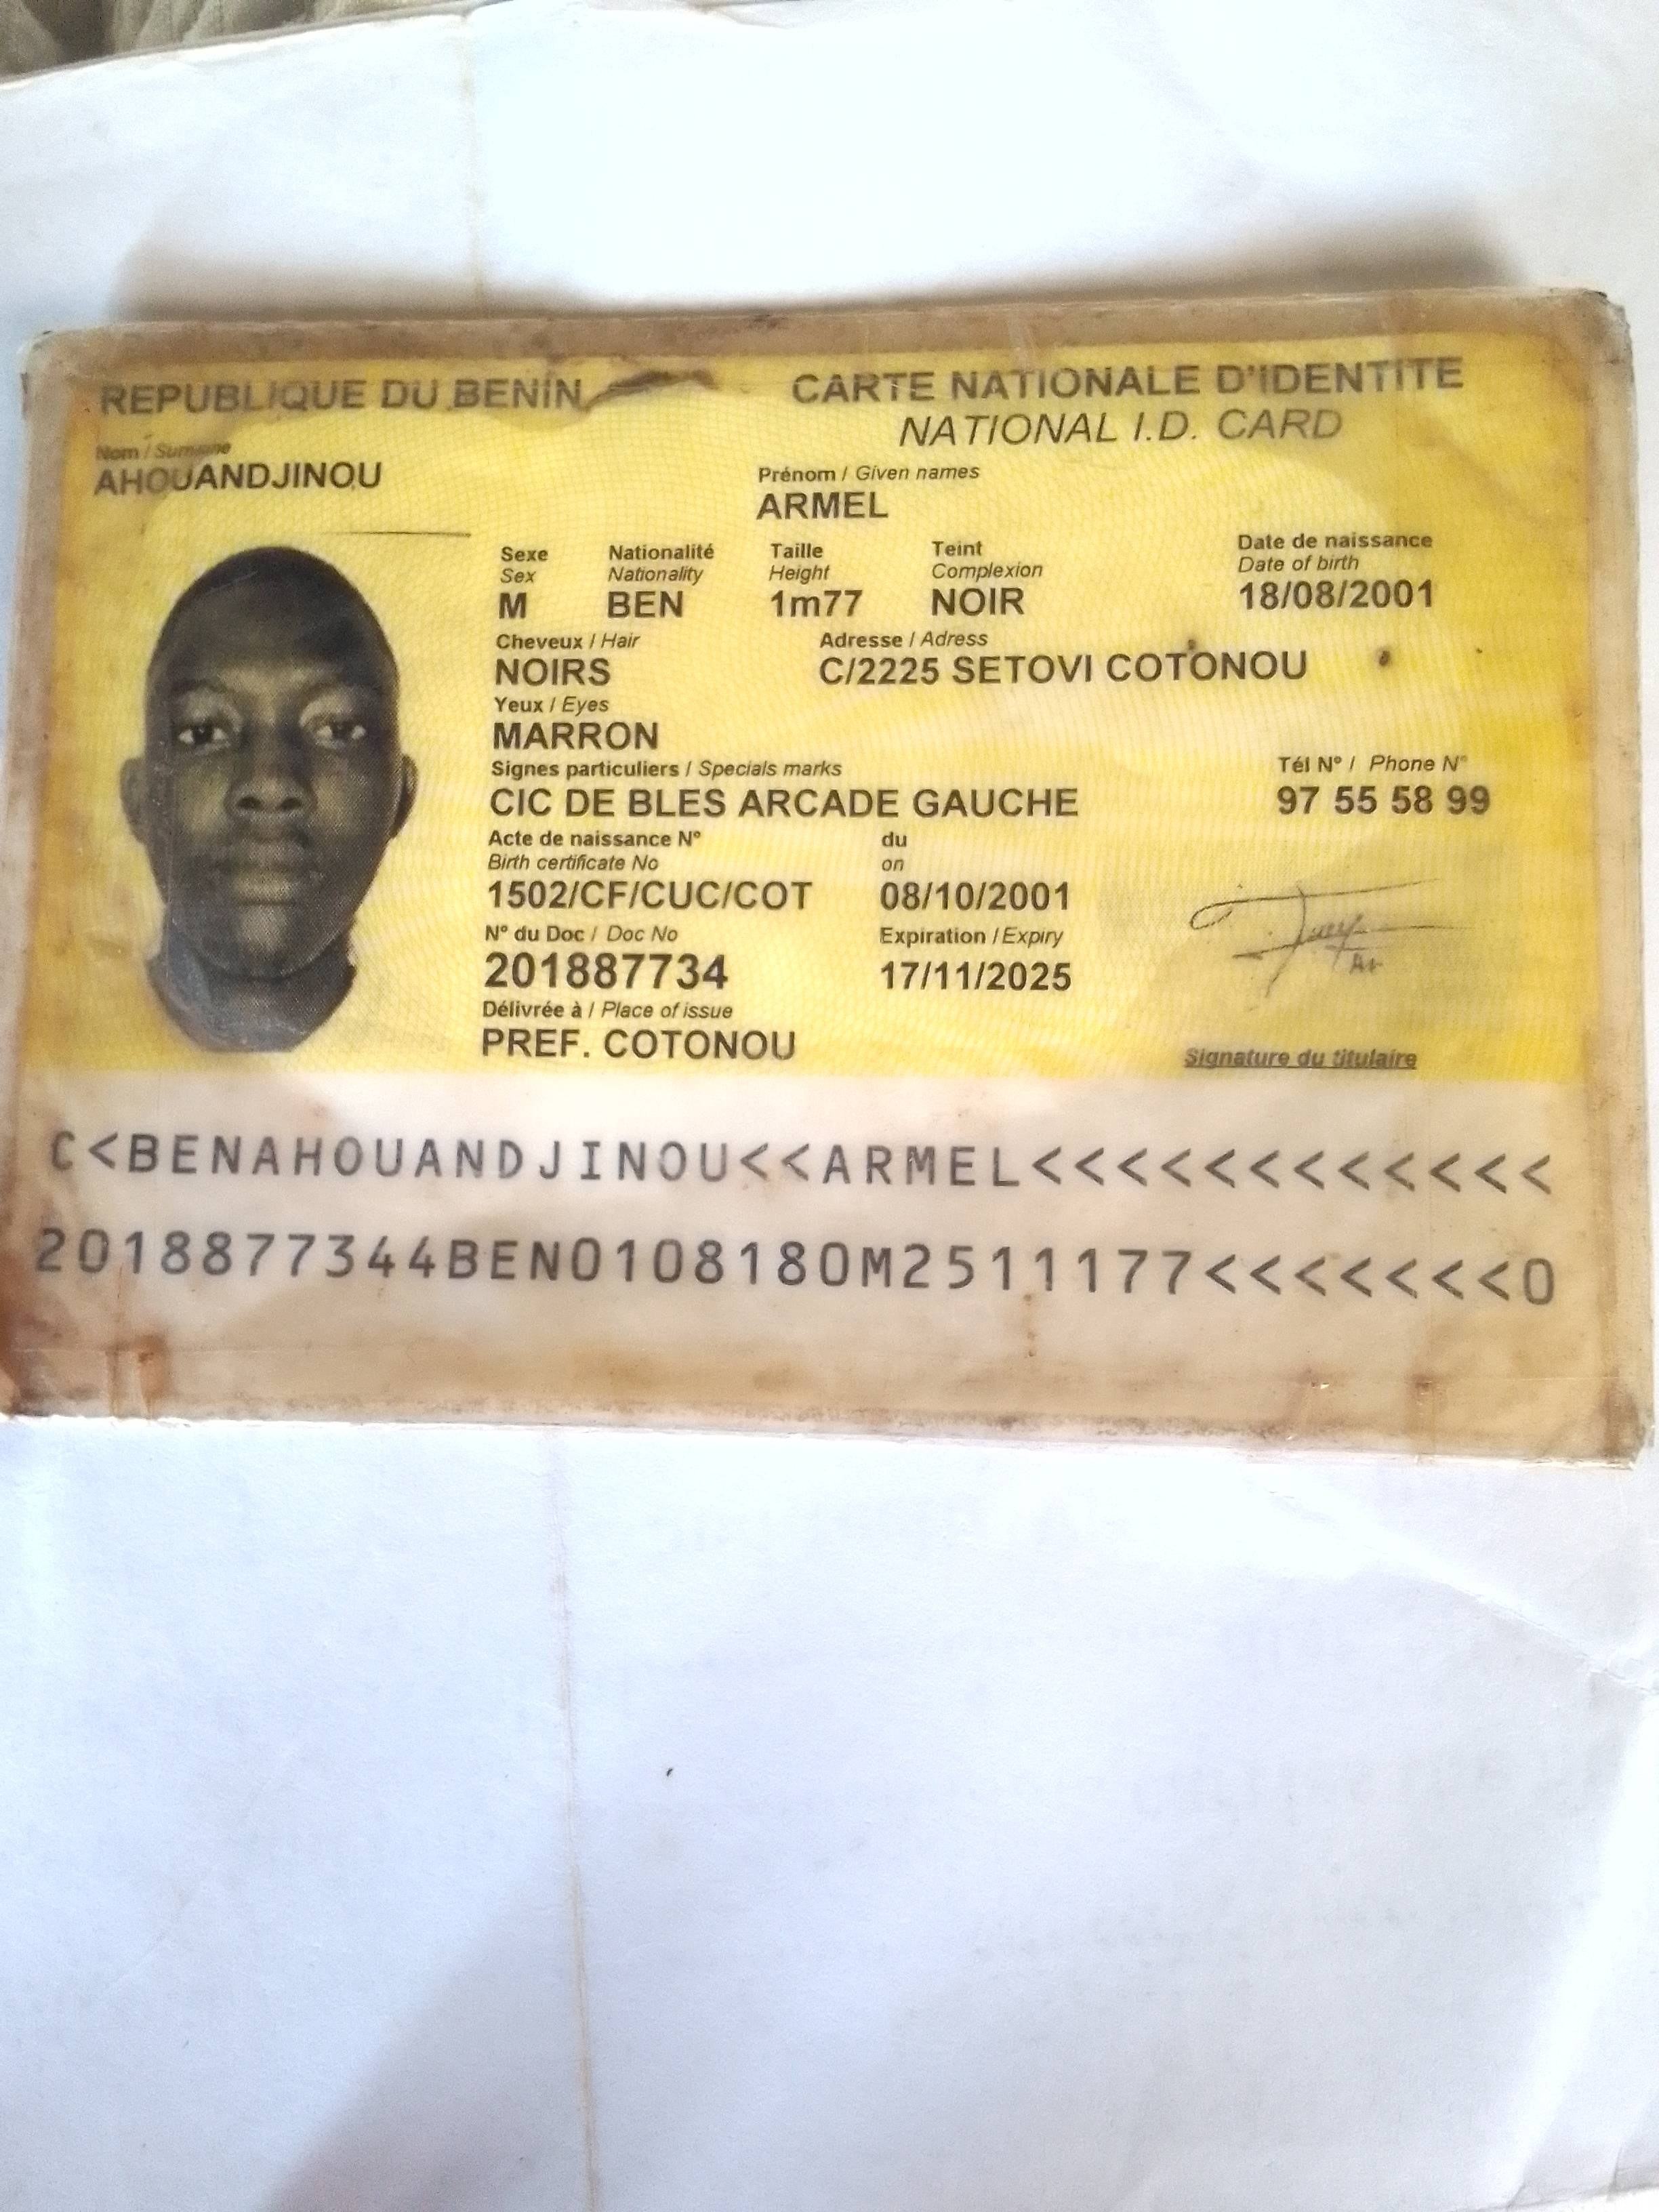 REPUBLIQUE DU BENIN
CARTE NATIONALE D'IDENTITE
NATIONAL I.D. CARD
Nom / Surname
AHOUANDJINOU
Prénom / Given names
ARMEL
Sexe Nationalité Taille Teint Date de naissance
Sex Nationality Height Complexion Date of birth
M BEN 1m77 NOIR 18/08/2001
Cheveux / Hair Adresse / Adress
NOIRS C/2225 SETOVI COTONOU
Yeux / Eyes
MARRON
Signes particuliers / Specials marks Tél N° / Phone N°
CIC DE BLES ARCADE GAUCHE 97 55 58 99
Acte de naissance N° du
Birth certificate No on
1502/CF/CUC/COT 08/10/2001
N° du Doc / Doc No Expiration / Expiry
201887734 17/11/2025
Délivrée à / Place of issue
PREF. COTONOU
Signature du titulaire
C<BENAHOUANDJINOU<<ARMEL<<<<<<<<<<<<
2018877344BEN0108180M2511177<<<<<<<0